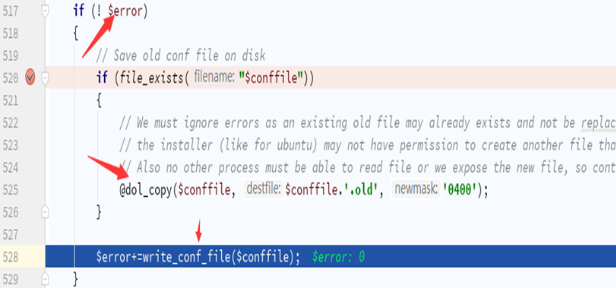 517 if (! $error)
518 {
519 // Save old conf file on disk
520 if (file_exists( filename: "$conffile"))
521 {
522 // We must ignore errors as an existing old file may already exists and not be replac
523 // the installer (like for ubuntu) may not have permission to create another file tha
524 // Also no other process must be able to read file or we expose the new file, so cont
525 @dol_copy($conffile, destfile: $conffile.'.old', newmask: '0400');
526 }
527
528 $error+=write_conf_file($conffile); $error: 0
529 }